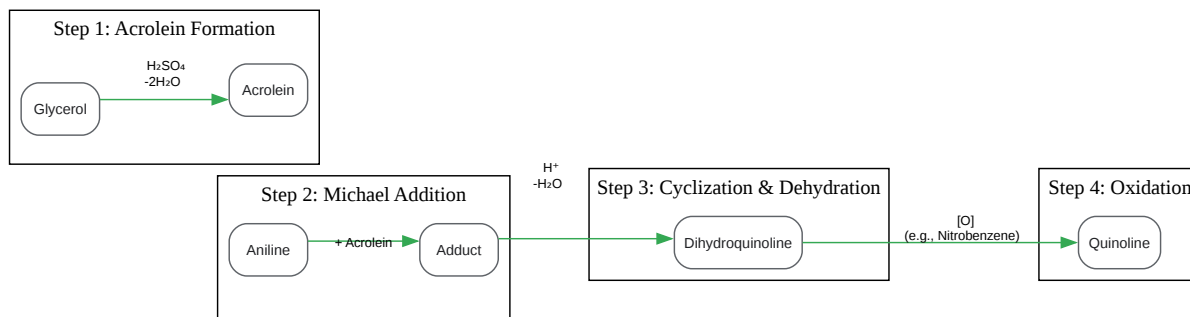 Step 1: Acrolein Formation
H₂SO₄
-2H₂O
Glycerol
Acrolein
Step 2: Michael Addition
Aniline
+ Acrolein
Adduct
H⁺
-H₂O
Step 3: Cyclization & Dehydration
Dihydroquinoline
[O]
(e.g., Nitrobenzene)
Step 4: Oxidation
Quinoline